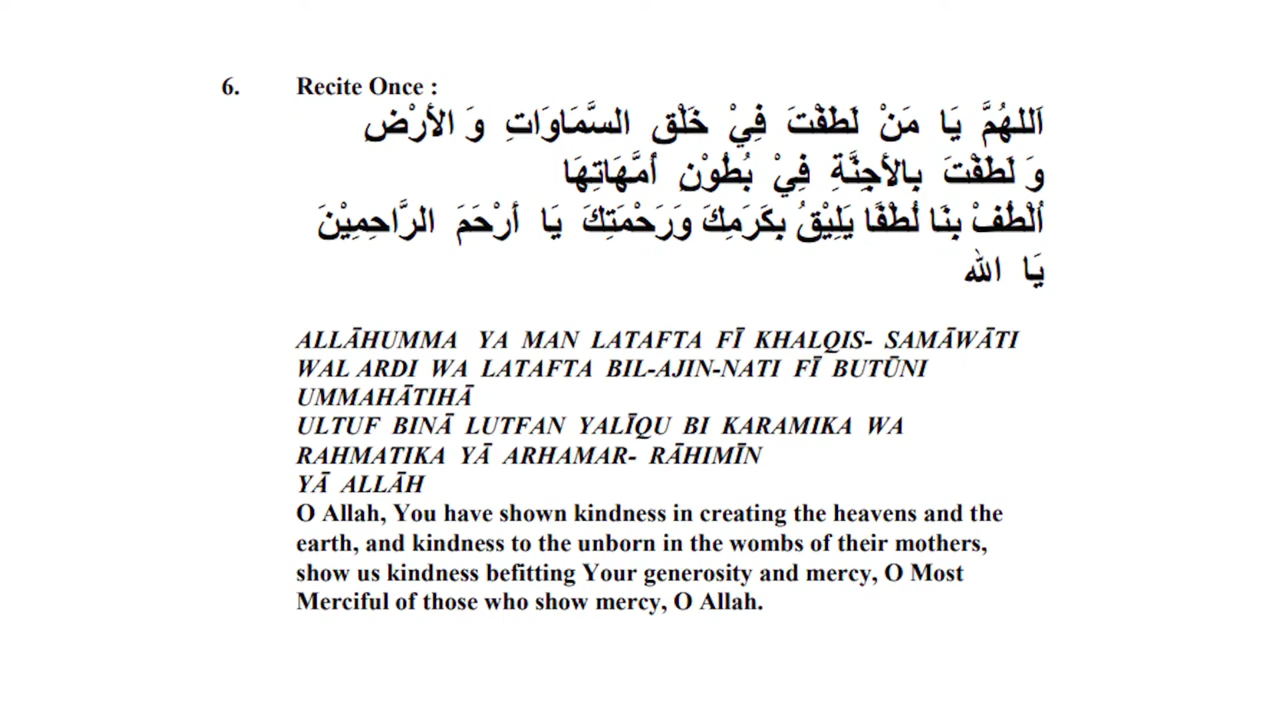 6. Recite Once :
اَللهُمَّ يَا مَنْ لَطَفْتَ فِيْ خَلْقِ السَّمَاوَاتِ وَ الأَرْضِ
وَ لَطَفْتَ بِالأَجِنَّةِ فِيْ بُطُوْنِ أُمَّهَاتِهَا
اُلْطُفْ بِنَا لُطْفًا يَلِيْقُ بِكَرَمِكَ وَرَحْمَتِكَ يَا أَرْحَمَ الرَّاحِمِيْنَ
يَا الله
ALLĀHUMMA YA MAN LATAFTA FĪ KHALQIS- SAMĀWĀTI
WAL ARDI WA LATAFTA BIL-AJIN-NATI FĪ BUTŪNI
UMMAHĀTIHĀ
ULTUF BINĀ LUTFAN YALĪQU BI KARAMIKA WA
RAHMATIKA YĀ ARHAMAR- RĀHIMĪN
YĀ ALLĀH
O Allah, You have shown kindness in creating the heavens and the
earth, and kindness to the unborn in the wombs of their mothers,
show us kindness befitting Your generosity and mercy, O Most
Merciful of those who show mercy, O Allah.